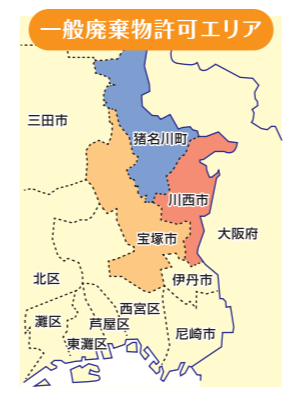 一般廃棄物許可エリア
三田市
猪名川町
川西市
宝塚市
大阪府
北区
伊丹市
西宮区
灘区
芦屋区
尼崎市
東灘区